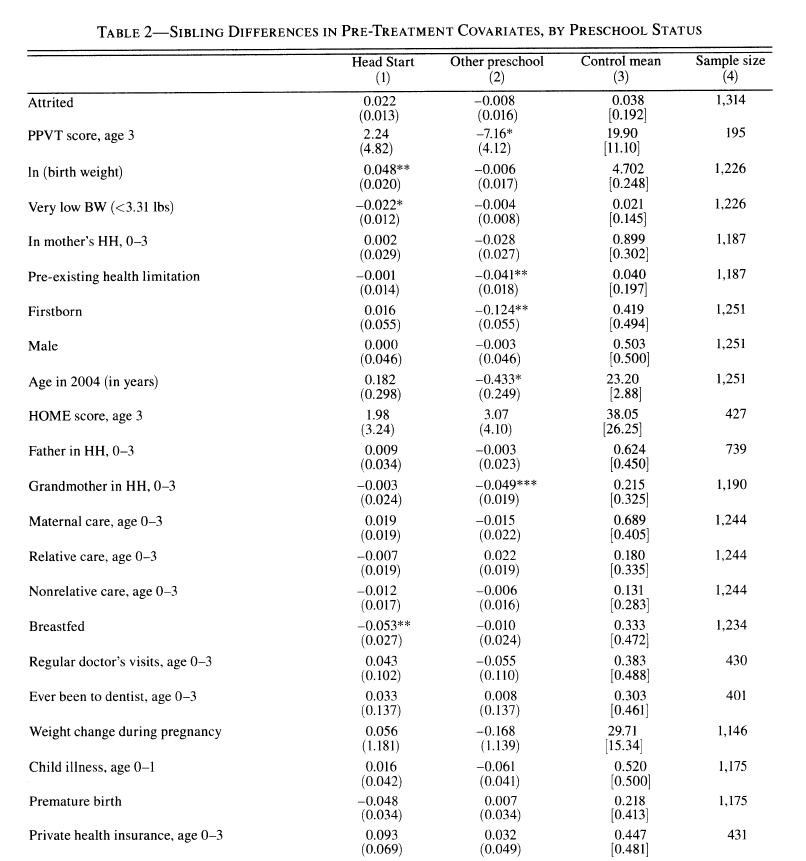 TABLE 2—SIBLING DIFFERENCES IN PRE-TREATMENT COVARIATES, BY PRESCHOOL STATUS
Head Start Other preschool Control mean Sample size
(1) (2) (3) (4)
Attrited 0.022 −0.008 0.038 1,314
(0.013) (0.016) [0.192]
PPVT score, age 3 2.24 −7.16* 19.90 195
(4.82) (4.12) [11.10]
ln (birth weight) 0.048** −0.006 4.702 1,226
(0.020) (0.017) [0.248]
Very low BW (<3.31 lbs) −0.022* −0.004 0.021 1,226
(0.012) (0.008) [0.145]
In mother's HH, 0–3 0.002 −0.028 0.899 1,187
(0.029) (0.027) [0.302]
Pre-existing health limitation −0.001 −0.041** 0.040 1,187
(0.014) (0.018) [0.197]
Firstborn 0.016 −0.124** 0.419 1,251
(0.055) (0.055) [0.494]
Male 0.000 −0.003 0.503 1,251
(0.046) (0.046) [0.500]
Age in 2004 (in years) 0.182 −0.433* 23.20 1,251
(0.298) (0.249) [2.88]
HOME score, age 3 1.98 3.07 38.05 427
(3.24) (4.10) [26.25]
Father in HH, 0–3 0.009 −0.003 0.624 739
(0.034) (0.023) [0.450]
Grandmother in HH, 0–3 −0.003 −0.049*** 0.215 1,190
(0.024) (0.019) [0.325]
Maternal care, age 0–3 0.019 −0.015 0.689 1,244
(0.019) (0.022) [0.405]
Relative care, age 0–3 −0.007 0.022 0.180 1,244
(0.019) (0.019) [0.335]
Nonrelative care, age 0–3 −0.012 −0.006 0.131 1,244
(0.017) (0.016) [0.283]
Breastfed −0.053** −0.010 0.333 1,234
(0.027) (0.024) [0.472]
Regular doctor's visits, age 0–3 0.043 −0.055 0.383 430
(0.102) (0.110) [0.488]
Ever been to dentist, age 0–3 0.033 0.008 0.303 401
(0.137) (0.137) [0.461]
Weight change during pregnancy 0.056 −0.168 29.71 1,146
(1.181) (1.139) [15.34]
Child illness, age 0–1 0.016 −0.061 0.520 1,175
(0.042) (0.041) [0.500]
Premature birth −0.048 0.007 0.218 1,175
(0.034) (0.034) [0.413]
Private health insurance, age 0–3 0.093 0.032 0.447 431
(0.069) (0.049) [0.481]